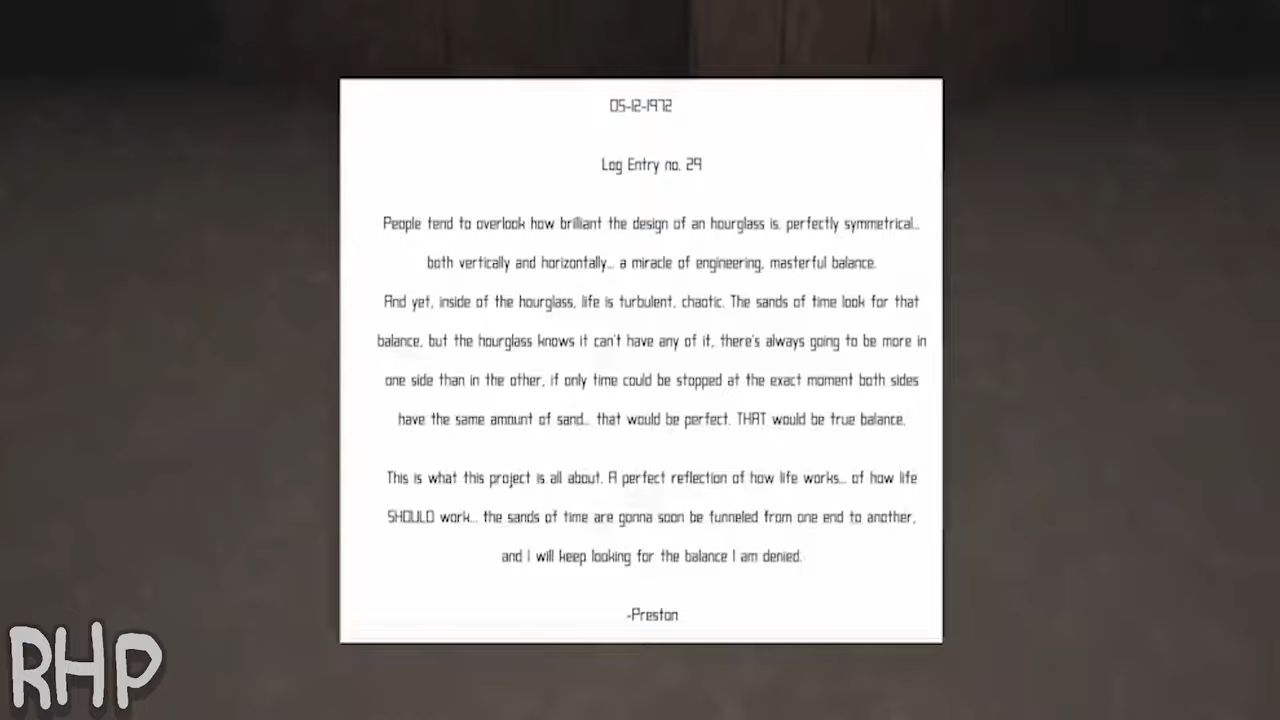 05-12-1972
Log Entry no. 29
People tend to overlook how brilliant the design of an hourglass is, perfectly symmetrical...
both vertically and horizontally... a miracle of engineering, masterful balance.
And yet, inside of the hourglass, life is turbulent, chaotic. The sands of time look for that
balance, but the hourglass knows it can't have any of it, there's always going to be more in
one side than in the other, if only time could be stopped at the exact moment both sides
have the same amount of sand... that would be perfect. THAT would be true balance.
This is what this project is all about. A perfect reflection of how life works... of how life
SHOULD work... the sands of time are gonna soon be funneled from one end to another,
and I will keep looking for the balance I am denied.
-Preston
RHP